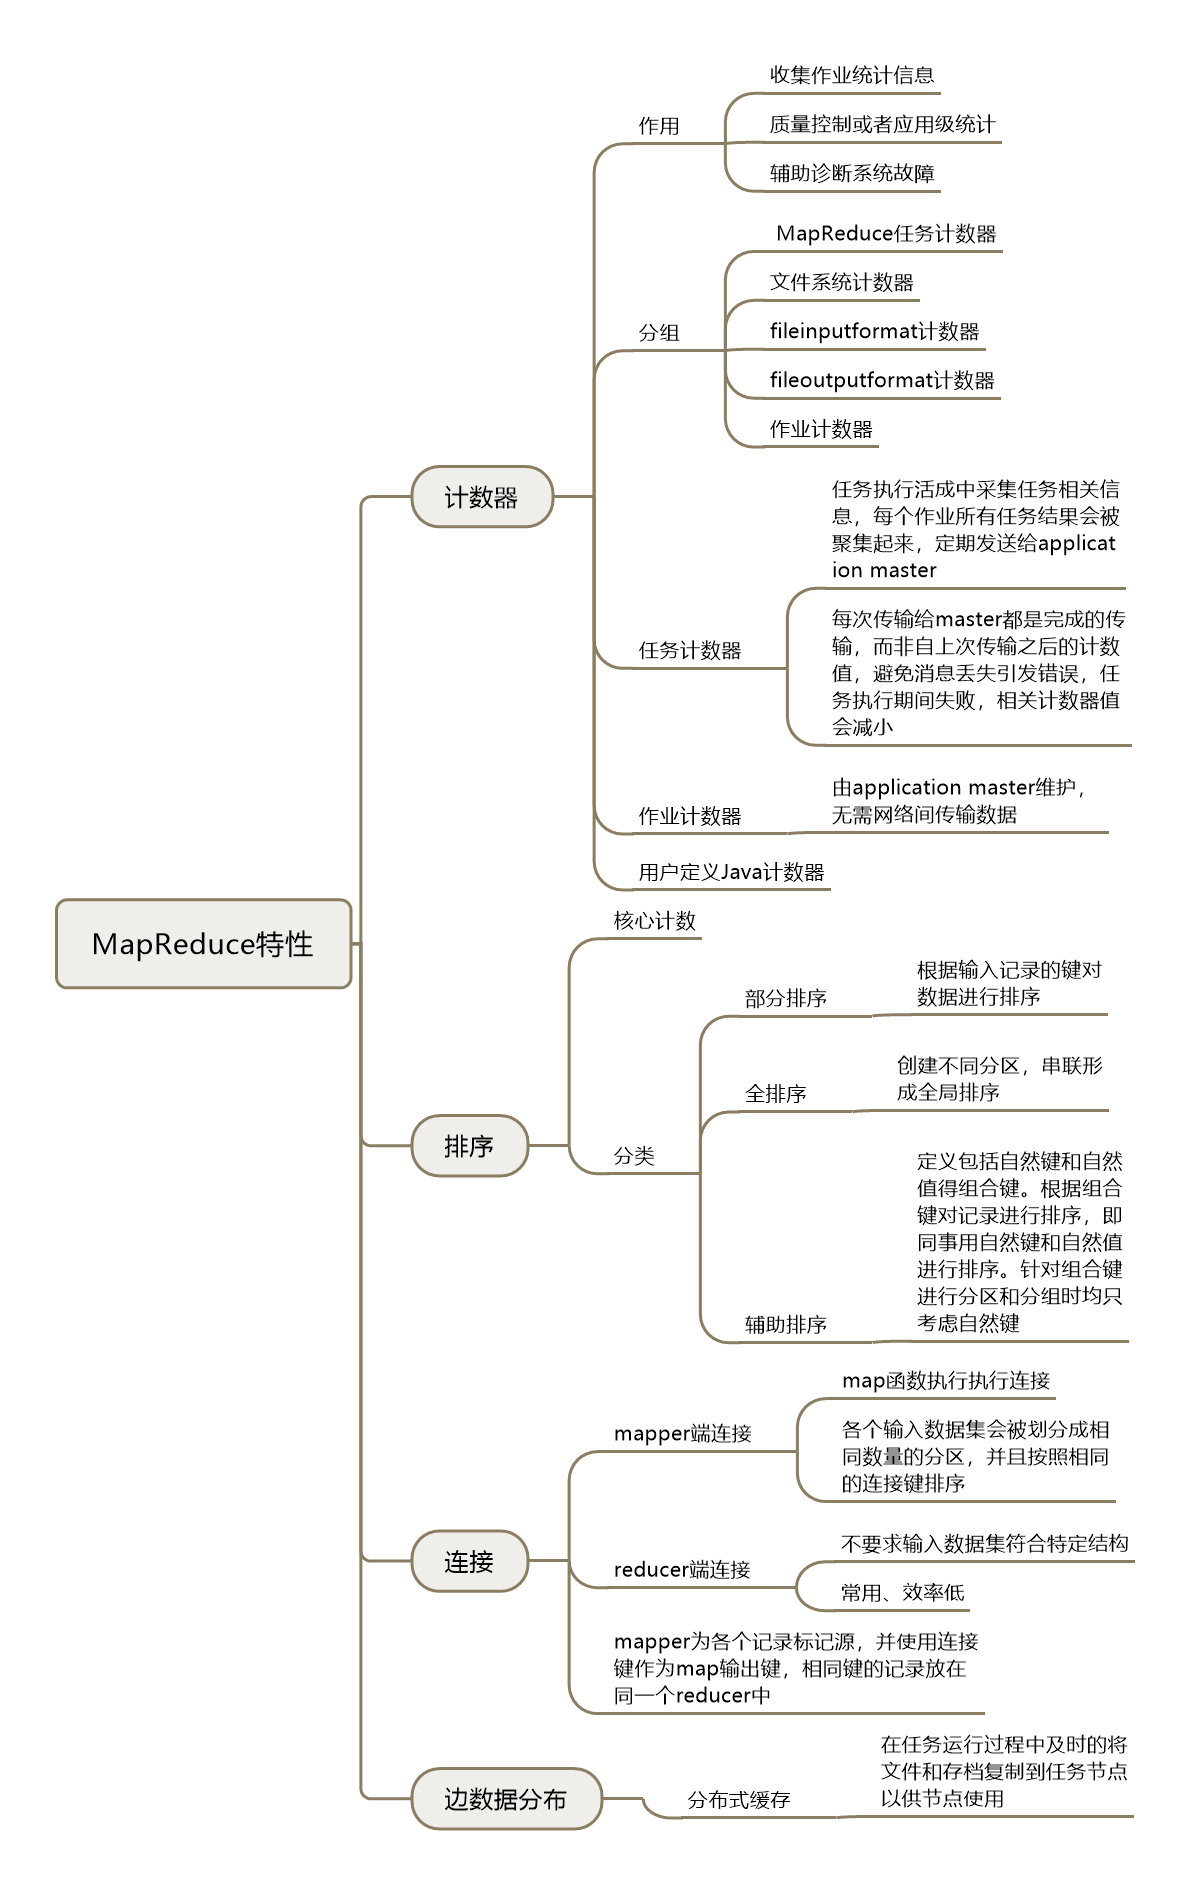 MapReduce特性
计数器
作用
收集作业统计信息
质量控制或者应用级统计
辅助诊断系统故障
分组
MapReduce任务计数器
文件系统计数器
fileinputformat计数器
fileoutputformat计数器
作业计数器
任务计数器
任务执行活成中采集任务相关信
息，每个作业所有任务结果会被
聚集起来，定期发送给applicat
ion master
每次传输给master都是完成的传
输，而非自上次传输之后的计数
值，避免消息丢失引发错误，任
务执行期间失败，相关计数器值
会减小
作业计数器
由application master维护，
无需网络间传输数据
用户定义Java计数器
排序
核心计数
分类
部分排序
根据输入记录的键对
数据进行排序
全排序
创建不同分区，串联形
成全局排序
辅助排序
定义包括自然键和自然
值得组合键。根据组合
键对记录进行排序，即
同事用自然键和自然值
进行排序。针对组合键
进行分区和分组时均只
考虑自然键
连接
mapper端连接
map函数执行执行连接
各个输入数据集会被划分成相
同数量的分区，并且按照相同
的连接键排序
reducer端连接
不要求输入数据集符合特定结构
常用、效率低
mapper为各个记录标记源，并使用连接
键作为map输出键，相同键的记录放在
同一个reducer中
边数据分布
分布式缓存
在任务运行过程中及时的将
文件和存档复制到任务节点
以供节点使用